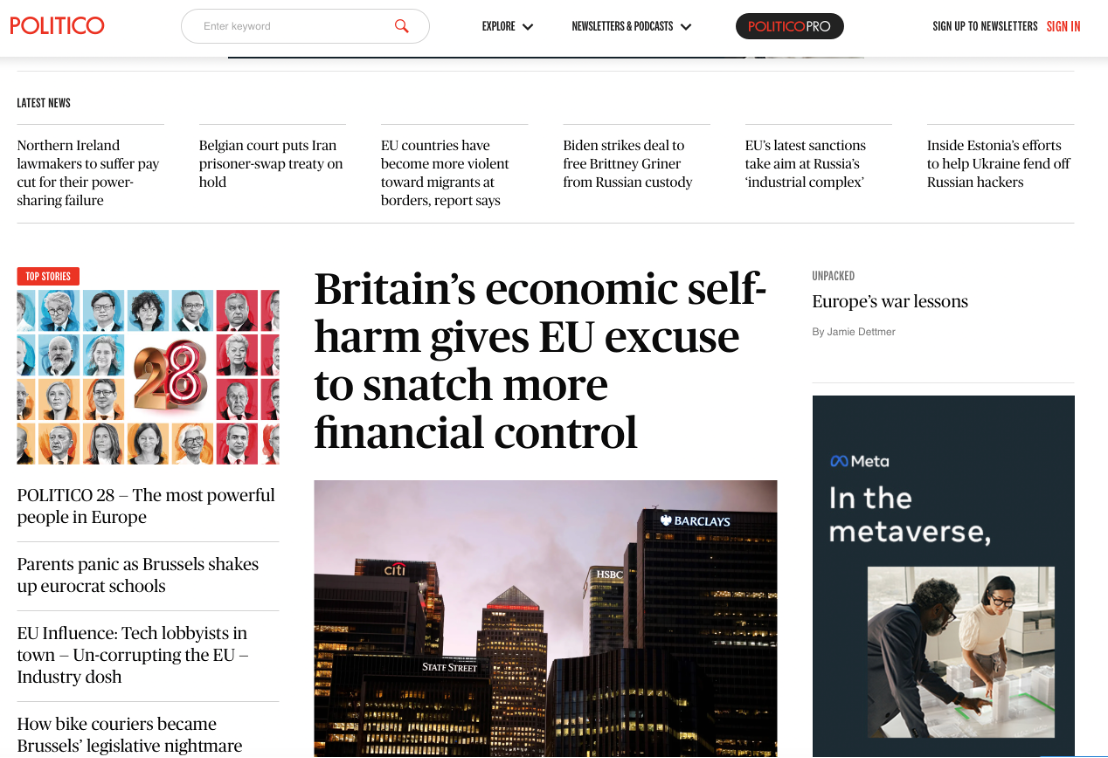 POLITICO
Enter keyword
EXPLORE
NEWSLETTERS & PODCASTS
POLITICOPRO
SIGN UP TO NEWSLETTERS
SIGN IN
LATEST NEWS
Northern Ireland
lawmakers to suffer pay
cut for their power-
sharing failure
Belgian court puts Iran
prisoner-swap treaty on
hold
EU countries have
become more violent
toward migrants at
borders, report says
Biden strikes deal to
free Brittney Griner
from Russian custody
EU’s latest sanctions
take aim at Russia’s
‘industrial complex’
Inside Estonia’s efforts
to help Ukraine fend off
Russian hackers
TOP STORIES
28
POLITICO 28 – The most powerful
people in Europe
Parents panic as Brussels shakes
up eurocrat schools
EU Influence: Tech lobbyists in
town – Un-corrupting the EU –
Industry dosh
How bike couriers became
Brussels’ legislative nightmare
Britain’s economic self-
harm gives EU excuse
to snatch more
financial control
BARCLAYS
citi
HSBC
STATE STREET
UNPACKED
Europe’s war lessons
By Jamie Dettmer
Meta
In the
metaverse,